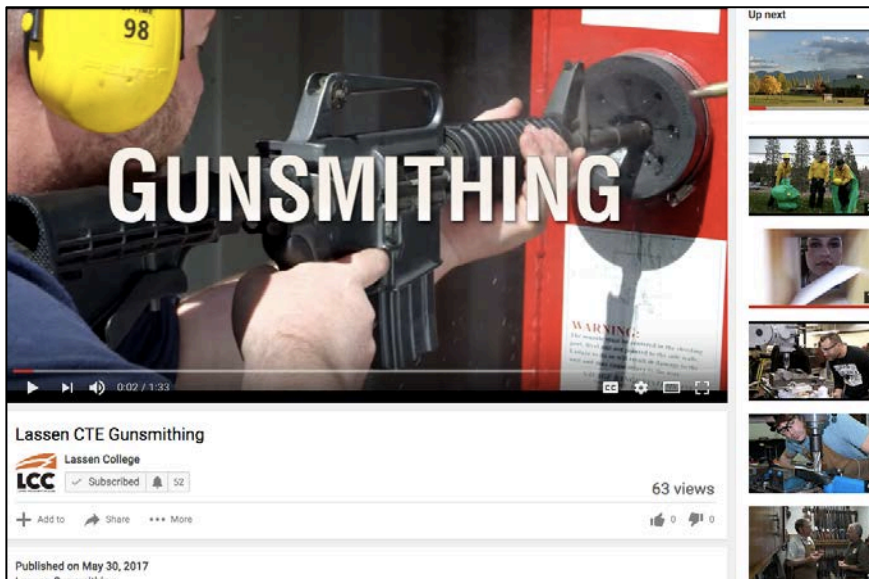 Up next
98
GUNSMITHING
WARNING:
0:02 / 1:33
CC
Lassen CTE Gunsmithing
Lassen College
LCC
Subscribed 52
63 views
Add to Share More 0 0
Published on May 30, 2017